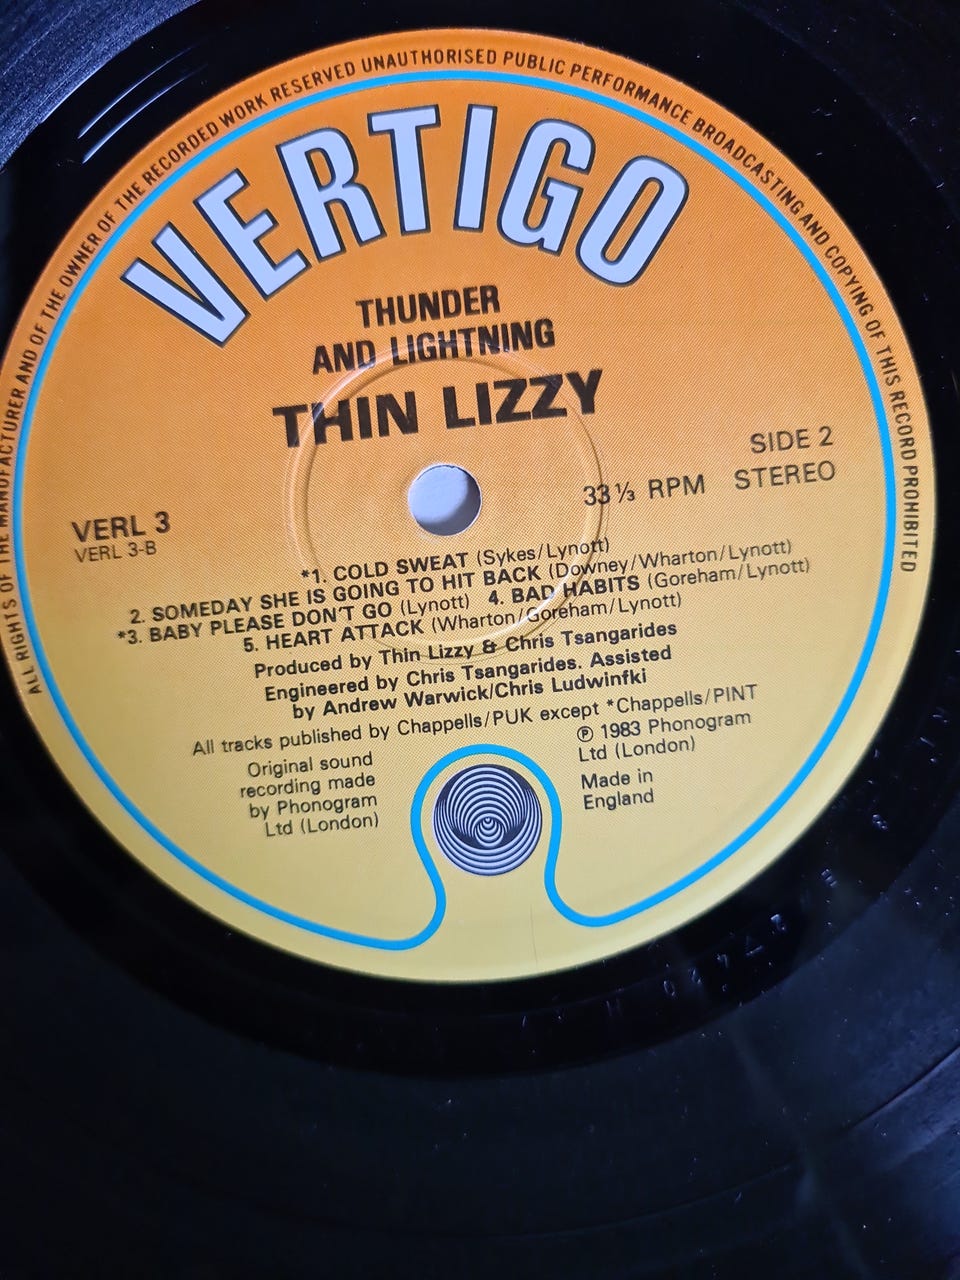 ALL RIGHTS OF THE MANUFACTURER AND OF THE OWNER OF THE RECORDED WORK RESERVED UNAUTHORISED PUBLIC PERFORMANCE BROADCASTING AND COPYING OF THIS RECORD PROHIBITED
VERTIGO
THUNDER
AND LIGHTNING
THIN LIZZY
SIDE 2
33⅓ RPM STEREO
VERL 3
VERL 3-B
*1. COLD SWEAT (Sykes/Lynott)
2. SOMEDAY SHE IS GOING TO HIT BACK (Downey/Wharton/Lynott)
*3. BABY PLEASE DON'T GO (Lynott) 4. BAD HABITS (Goreham/Lynott)
5. HEART ATTACK (Wharton/Goreham/Lynott)
Produced by Thin Lizzy & Chris Tsangarides
Engineered by Chris Tsangarides. Assisted
by Andrew Warwick/Chris Ludwinfki
All tracks published by Chappells/PUK except *Chappells/PINT
Original sound
recording made
by Phonogram
Ltd (London)
℗ 1983 Phonogram
Ltd (London)
Made in
England